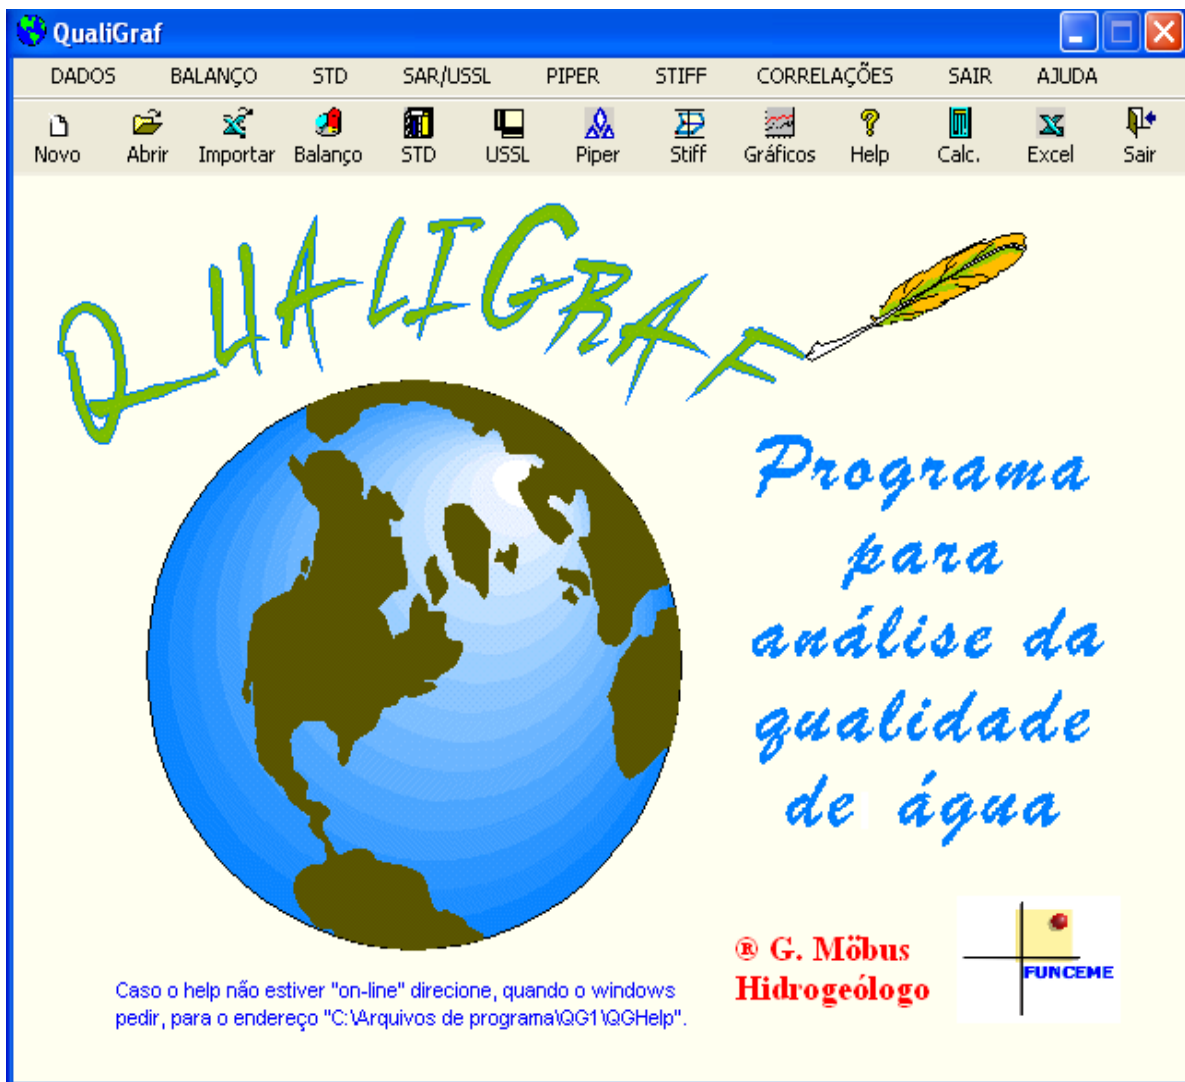 QualiGraf
DADOS BALANÇO STD SAR/USSL PIPER STIFF CORRELAÇÕES SAIR AJUDA
Novo Abrir Importar Balanço STD USSL Piper Stiff Gráficos Help Calc. Excel Sair
QUALIGRAF
Programa
para
análise da
qualidade
de água
® G. Möbus
Hidrogeólogo
FUNCEME
Caso o help não estiver "on-line" direcione, quando o windows
pedir, para o endereço "C:\Arquivos de programa\QG1\QGHelp".